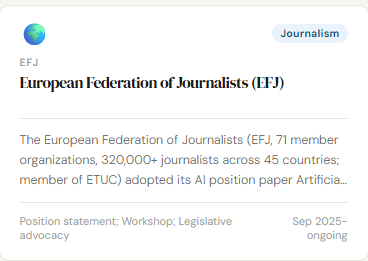 Journalism
EFJ
European Federation of Journalists (EFJ)
The European Federation of Journalists (EFJ, 71 member
organizations, 320,000+ journalists across 45 countries;
member of ETUC) adopted its AI position paper Artificia...
Position statement; Workshop; Legislative
advocacy
Sep 2025–
ongoing